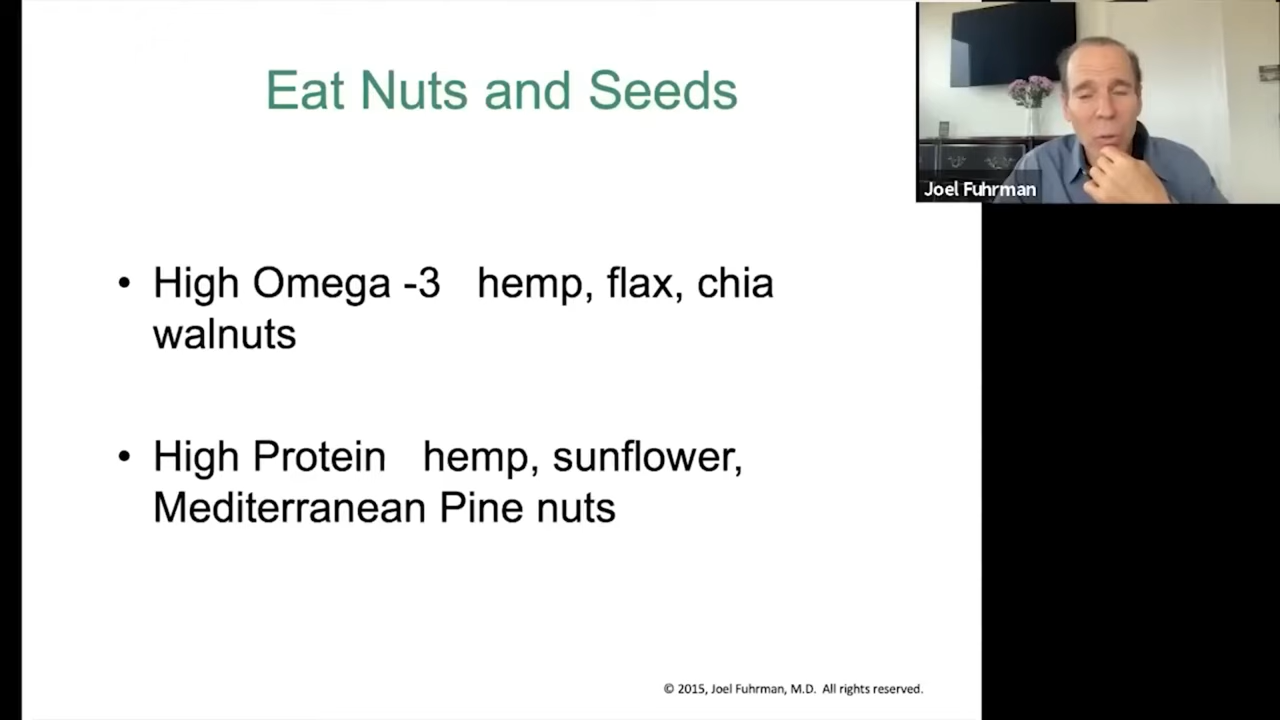 Eat Nuts and Seeds
Joel Fuhrman
• High Omega -3 hemp, flax, chia
walnuts
• High Protein hemp, sunflower,
Mediterranean Pine nuts
© 2015, Joel Fuhrman, M.D. All rights reserved.